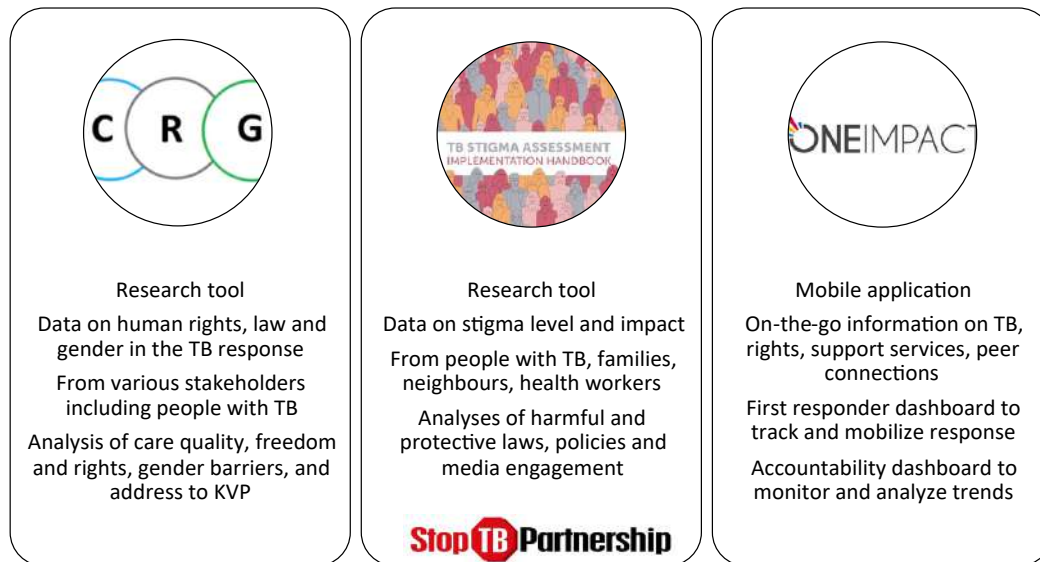 C R G
Research tool
Data on human rights, law and
gender in the TB response
From various stakeholders
including people with TB
Analysis of care quality, freedom
and rights, gender barriers, and
address to KVP
TB STIGMA ASSESSMENT
IMPLEMENTATION HANDBOOK
Research tool
Data on stigma level and impact
From people with TB, families,
neighbours, health workers
Analyses of harmful and
protective laws, policies and
media engagement
Stop TB Partnership
ONEIMPACT
Mobile application
On-the-go information on TB,
rights, support services, peer
connections
First responder dashboard to
track and mobilize response
Accountability dashboard to
monitor and analyze trends